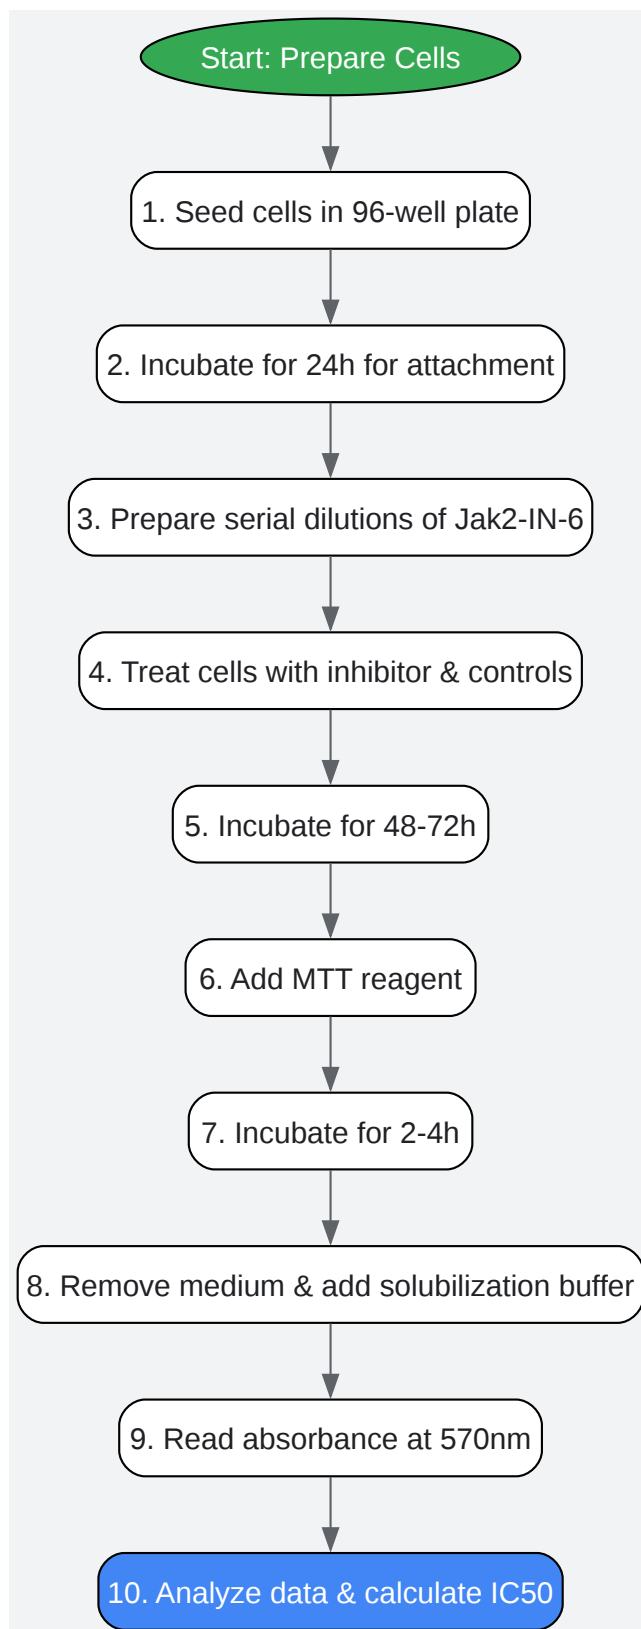 Start: Prepare Cells
1. Seed cells in 96-well plate
2. Incubate for 24h for attachment
3. Prepare serial dilutions of Jak2-IN-6
4. Treat cells with inhibitor & controls
5. Incubate for 48-72h
6. Add MTT reagent
7. Incubate for 2-4h
8. Remove medium & add solubilization buffer
9. Read absorbance at 570nm
10. Analyze data & calculate IC50